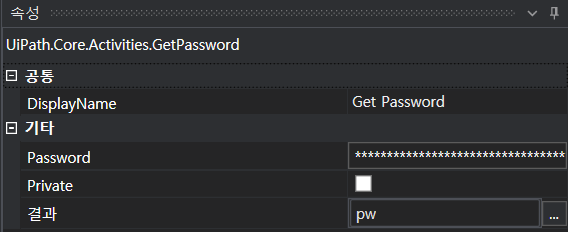 속성
UiPath.Core.Activities.GetPassword
공통
DisplayName Get Password
기타
Password *********************************
Private
결과 pw ...